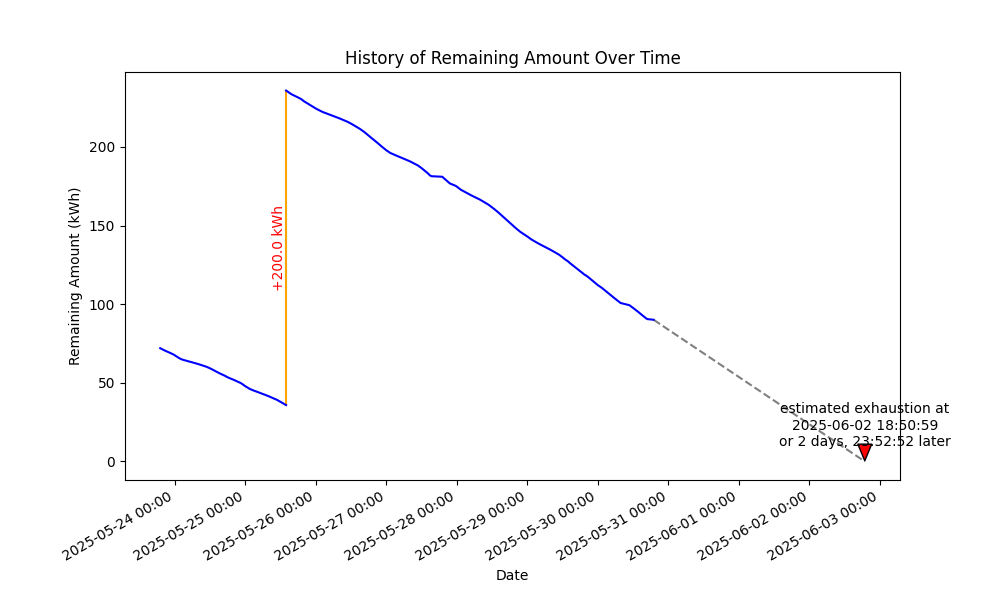 History of Remaining Amount Over Time
Remaining Amount (kWh)
200
150
100
50
0
+200.0 kWh
estimated exhaustion at
2025-06-02 18:50:59
or 2 days, 23:52:52 later
2025-05-24 00:00
2025-05-25 00:00
2025-05-26 00:00
2025-05-27 00:00
2025-05-28 00:00
2025-05-29 00:00
2025-05-30 00:00
2025-05-31 00:00
2025-06-01 00:00
2025-06-02 00:00
2025-06-03 00:00
Date